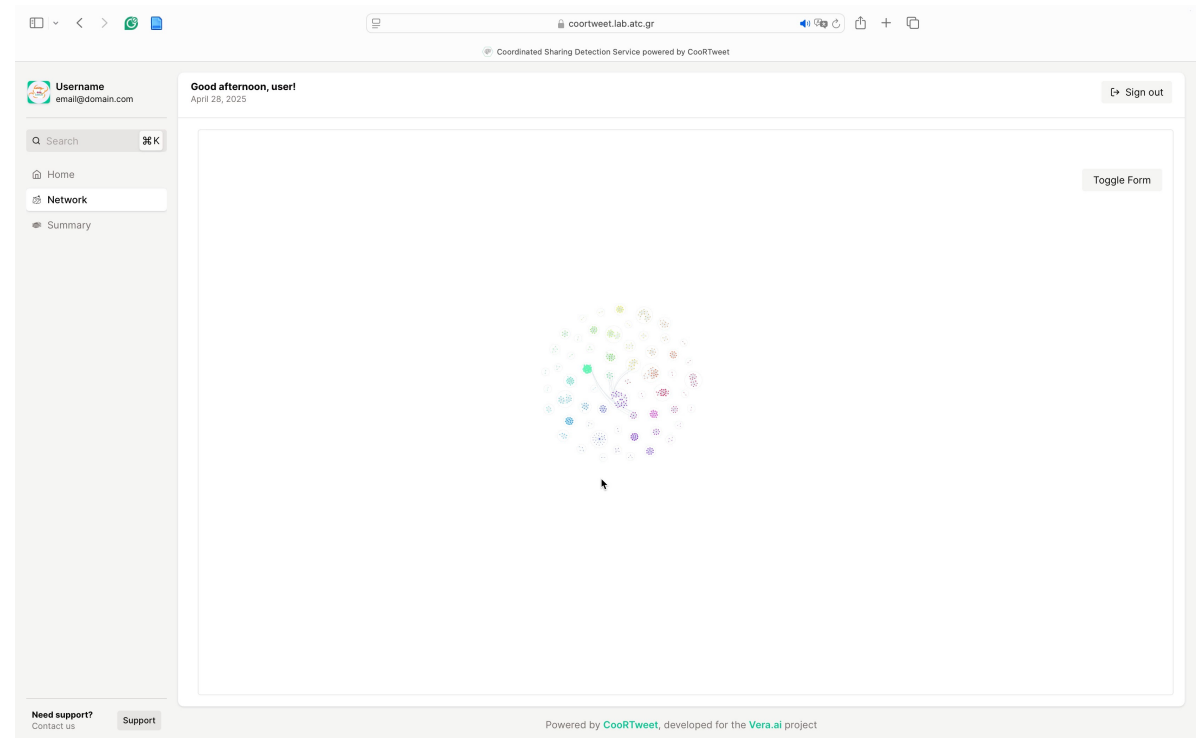 coortweet.lab.atc.gr
Coordinated Sharing Detection Service powered by CooRTweet
Username
email@domain.com
Good afternoon, user!
April 28, 2025
Sign out
Search
⌘K
Home
Network
Summary
Toggle Form
Need support?
Contact us
Support
Powered by CooRTweet, developed for the Vera.ai project